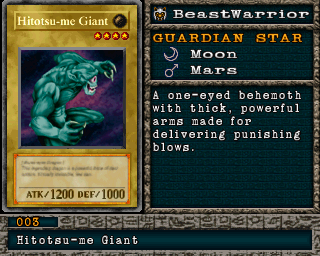 Hitotsu-me Giant
BeastWarrior
GUARDIAN STAR
Moon
Mars
A one-eyed behemoth
with thick, powerful
arms made for
delivering punishing
blows.
ATK/1200 DEF/1000
003
Hitotsu-me Giant